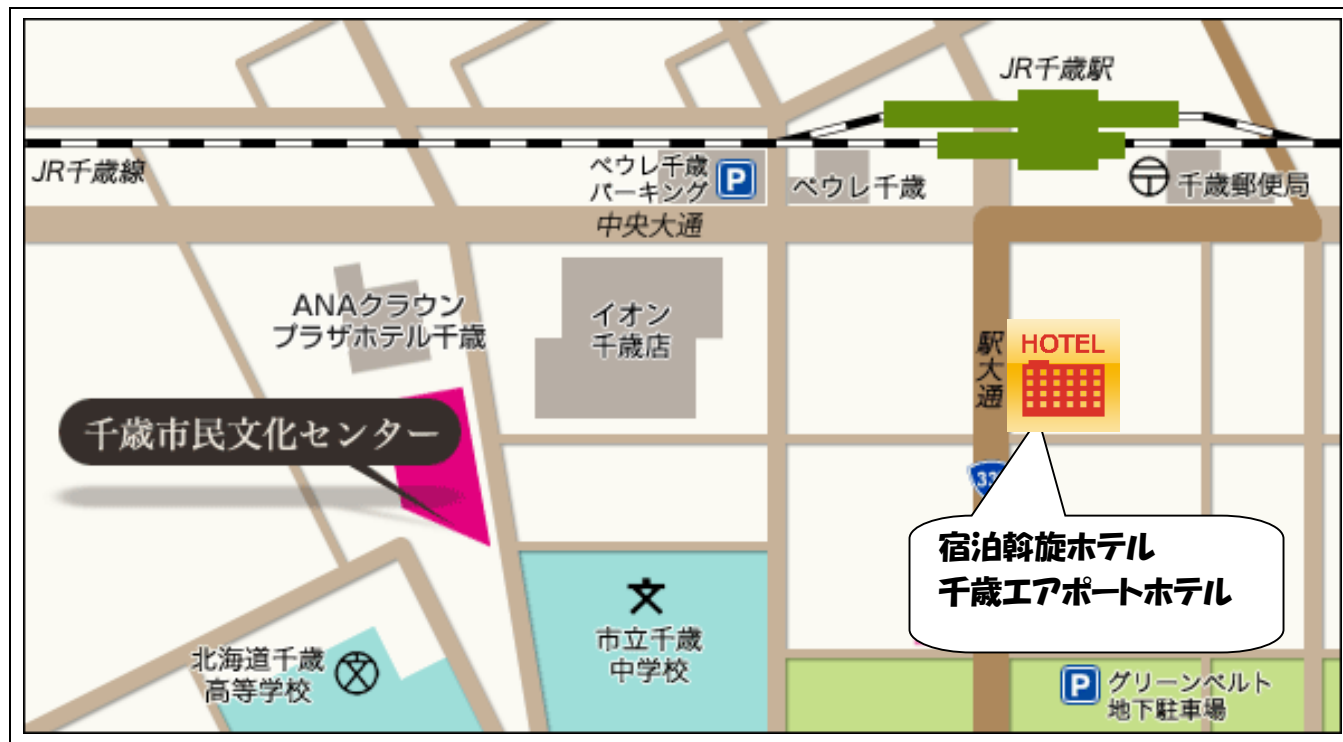 JR千歳駅
JR千歳線
ペウレ千歳
パーキング
P
ペウレ千歳
千歳郵便局
中央大通
ANAクラウン
プラザホテル千歳
イオン
千歳店
駅
大
通
HOTEL
千歳市民文化センター
宿泊斡旋ホテル
千歳エアポートホテル
市立千歳
中学校
北海道千歳
高等学校
P
グリーンベルト
地下駐車場